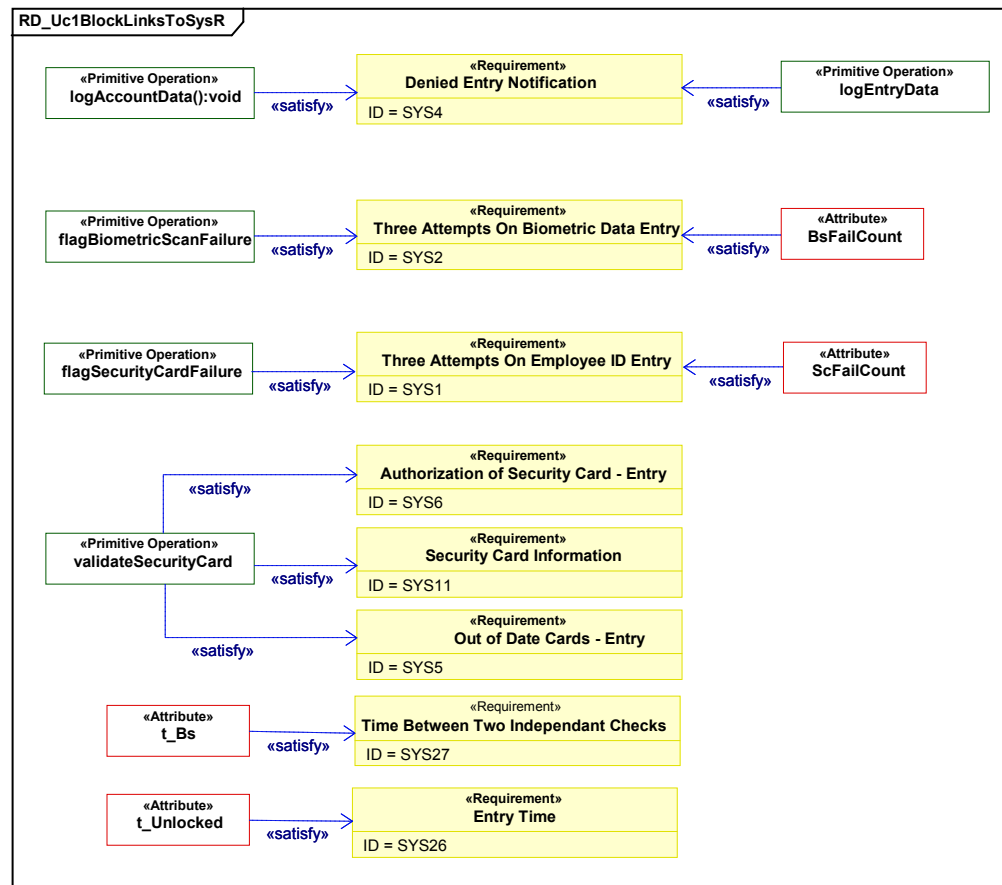 RD_Uc1BlockLinksToSysR
«Primitive Operation»
logAccountData():void
«satisfy»
«Requirement»
Denied Entry Notification
ID = SYS4
«satisfy»
«Primitive Operation»
logEntryData
«Primitive Operation»
flagBiometricScanFailure
«satisfy»
«Requirement»
Three Attempts On Biometric Data Entry
ID = SYS2
«satisfy»
«Attribute»
BsFailCount
«Primitive Operation»
flagSecurityCardFailure
«satisfy»
«Requirement»
Three Attempts On Employee ID Entry
ID = SYS1
«satisfy»
«Attribute»
ScFailCount
«Requirement»
Authorization of Security Card - Entry
ID = SYS6
«satisfy»
«Primitive Operation»
validateSecurityCard
«satisfy»
«Requirement»
Security Card Information
ID = SYS11
«satisfy»
«Requirement»
Out of Date Cards - Entry
ID = SYS5
«Attribute»
t_Bs
«satisfy»
«Requirement»
Time Between Two Independant Checks
ID = SYS27
«Attribute»
t_Unlocked
«satisfy»
«Requirement»
Entry Time
ID = SYS26